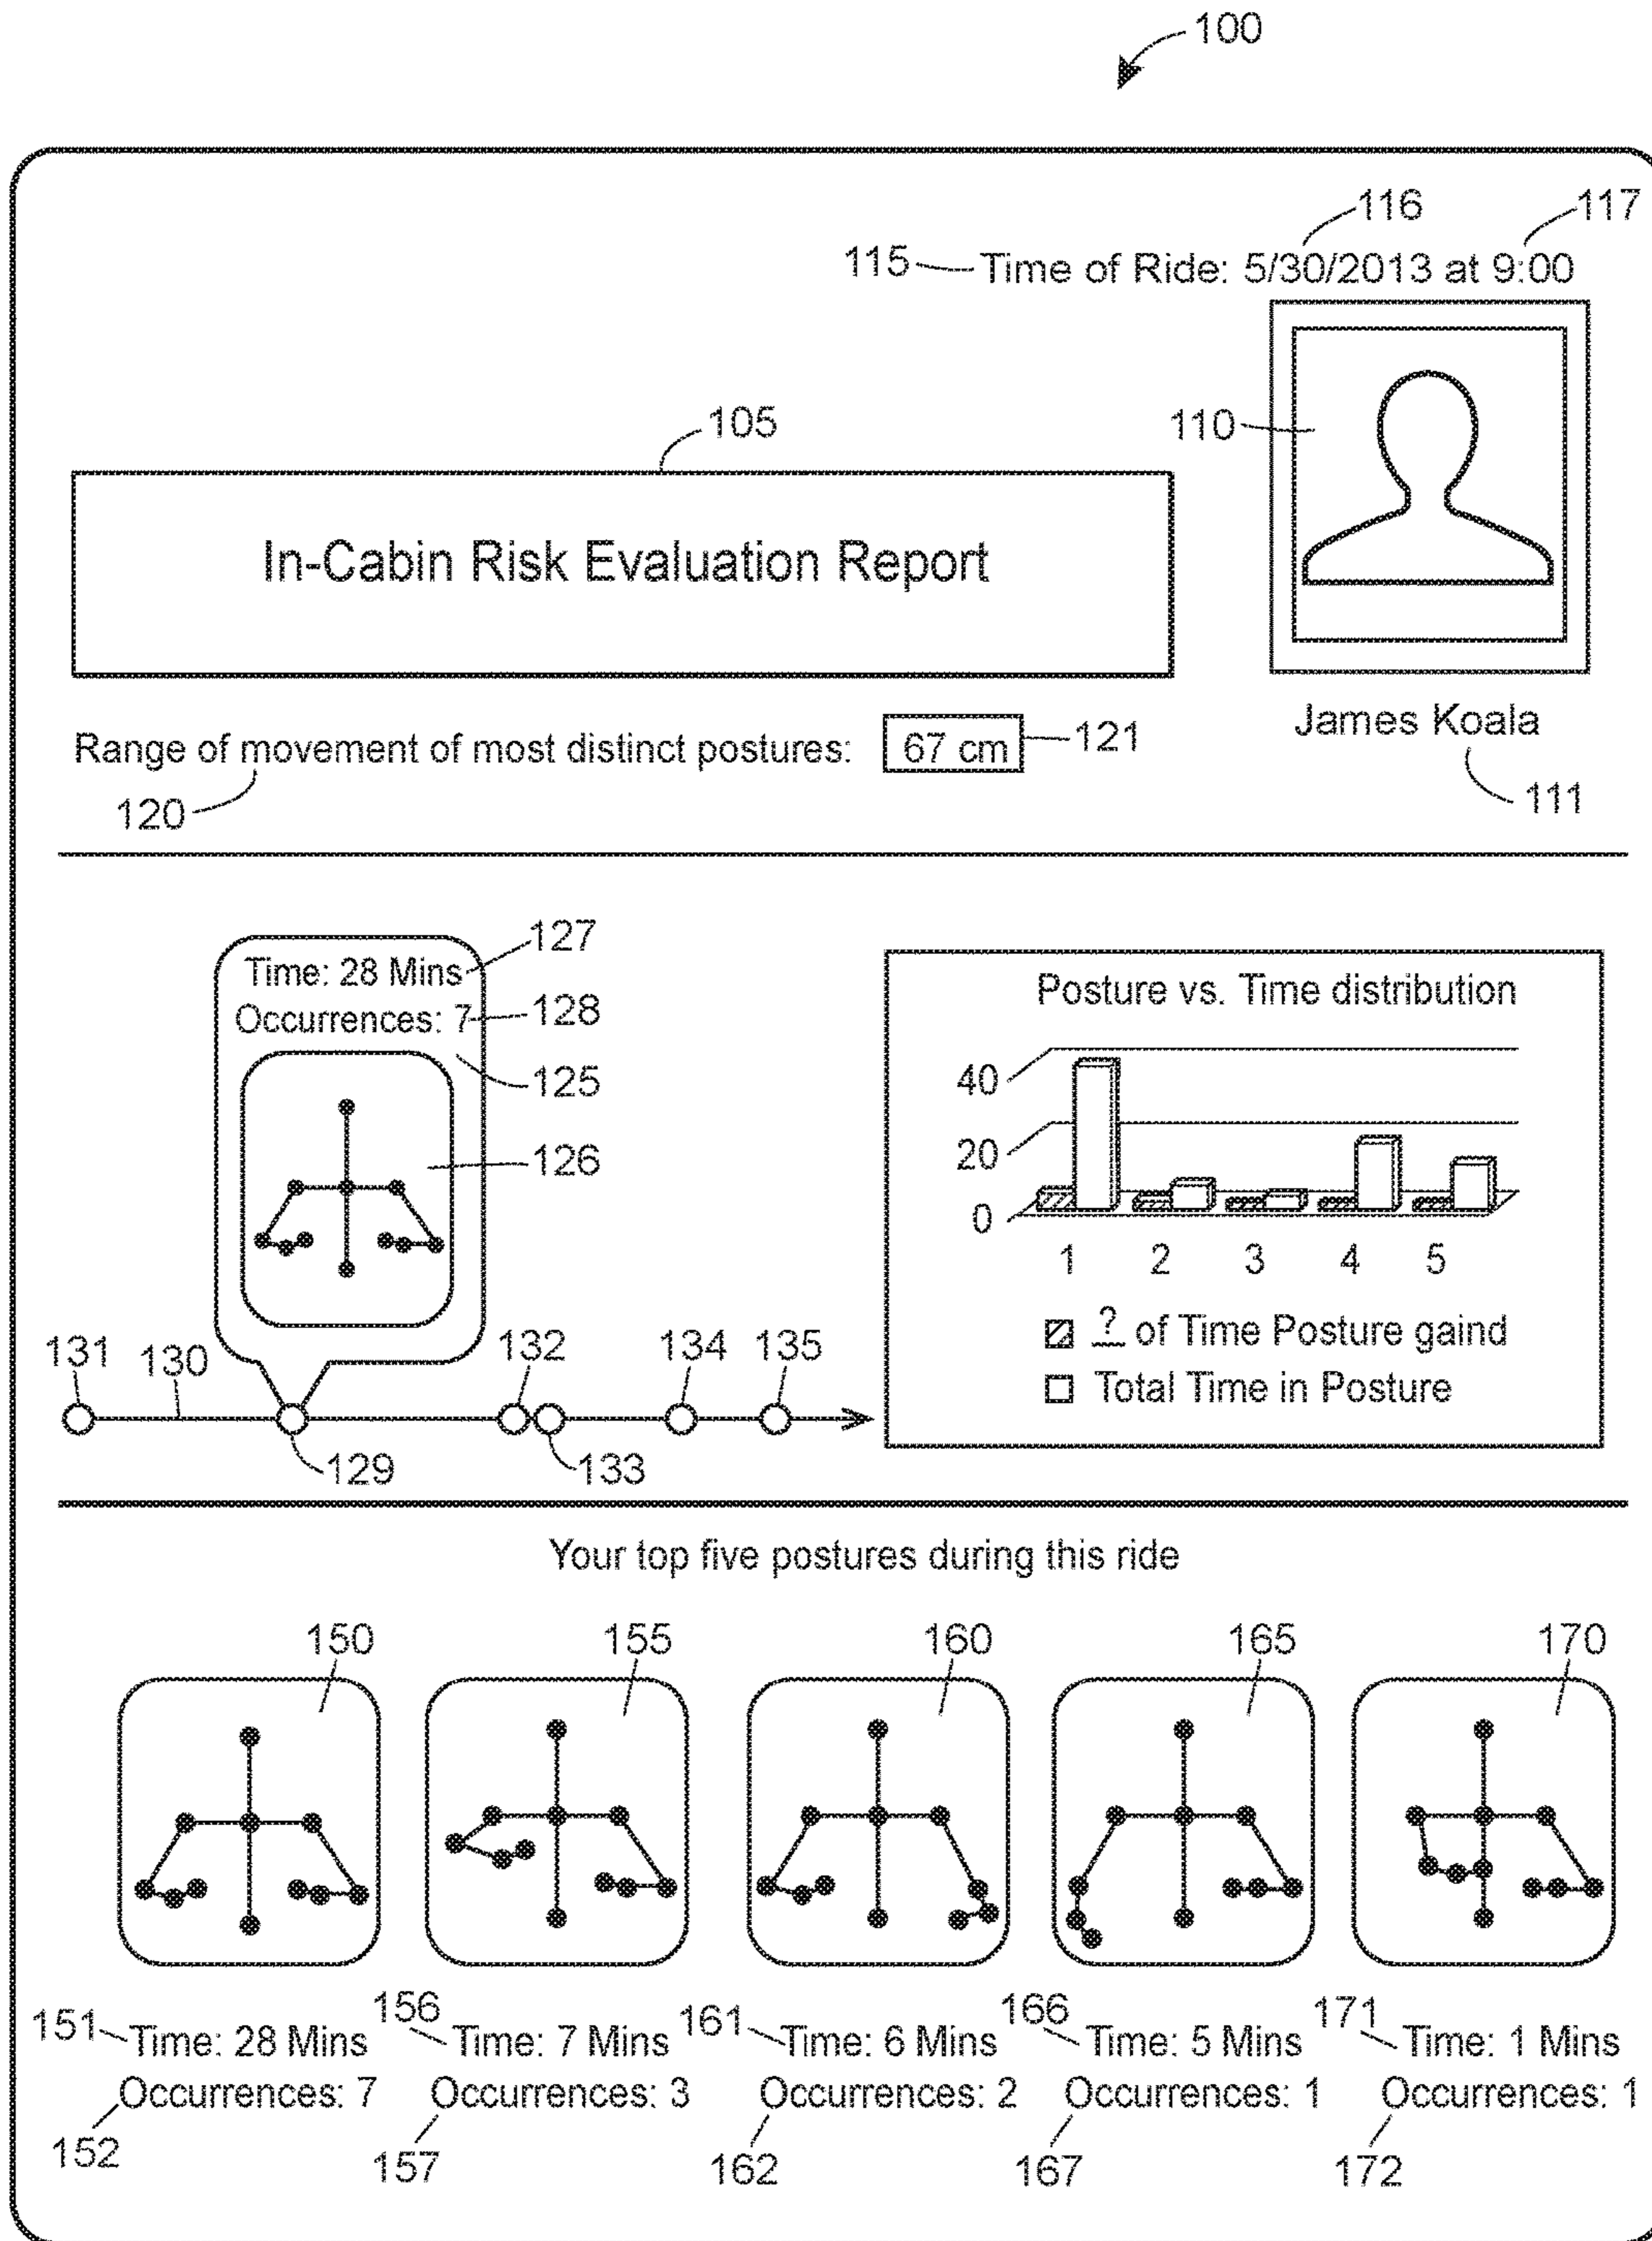 100
116
117
115
Time of Ride: 5/30/2013 at 9:00
105
110
In-Cabin Risk Evaluation Report
James Koala
111
Range of movement of most distinct postures:
67 cm
121
120
127
Time: 28 Mins
128
Occurrences: 7
125
126
131
130
132
134
135
129
133
Posture vs. Time distribution
40
20
0
1 2 3 4 5
? of Time Posture gaind
Total Time in Posture
Your top five postures during this ride
150 155 160 165 170
151 156 161 166 171
Time: 28 Mins Time: 7 Mins Time: 6 Mins Time: 5 Mins Time: 1 Mins
Occurrences: 7 Occurrences: 3 Occurrences: 2 Occurrences: 1 Occurrences: 1
152 157 162 167 172